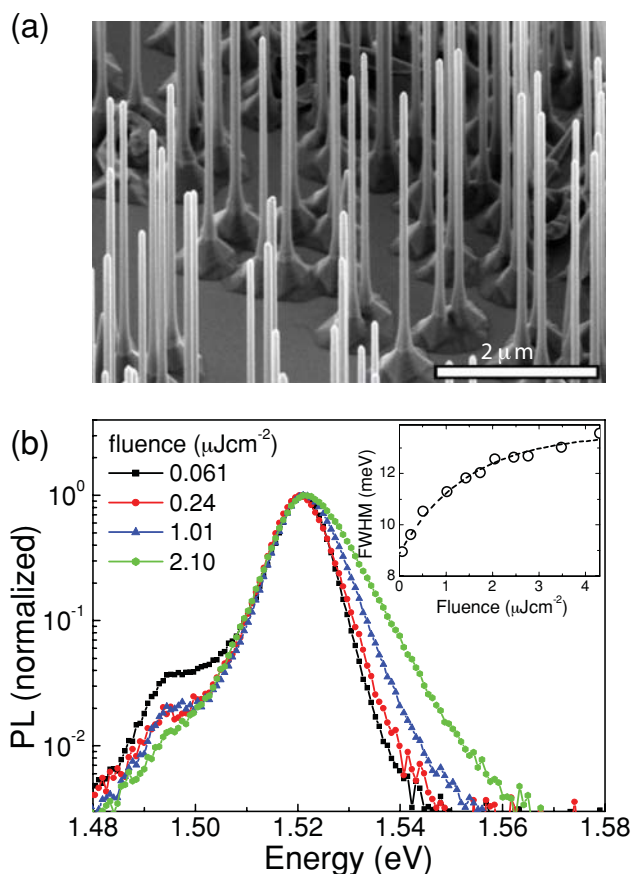 (a)
2 μm
(b)
fluence (μJcm⁻²)
0.061
0.24
1.01
2.10
10⁰
10⁻¹
10⁻²
PL (normalized)
1.48 1.50 1.52 1.54 1.56 1.58
Energy (eV)
FWHM (meV)
12
10
8
0 1 2 3 4
Fluence (μJcm⁻²)